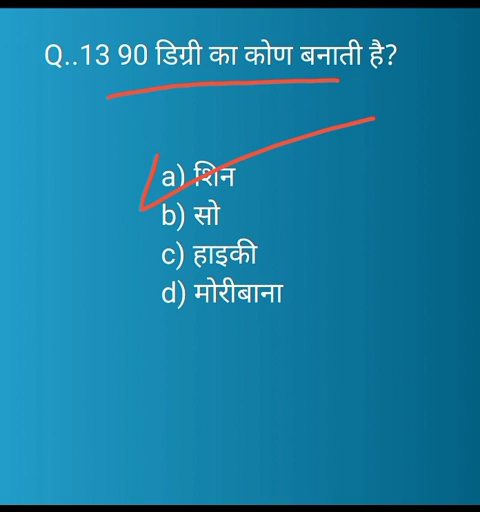 Q..13 90 डिग्री का कोण बनाती है?
a) शिन
b) सो
c) हाइकी
d) मोरीबाना